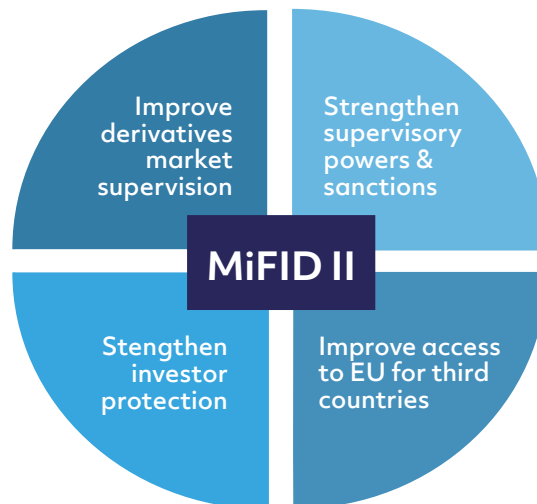 Improve
derivatives
market
supervision
Strengthen
supervisory
powers &
sanctions
MiFID II
Stengthen
investor
protection
Improve access
to EU for third
countries